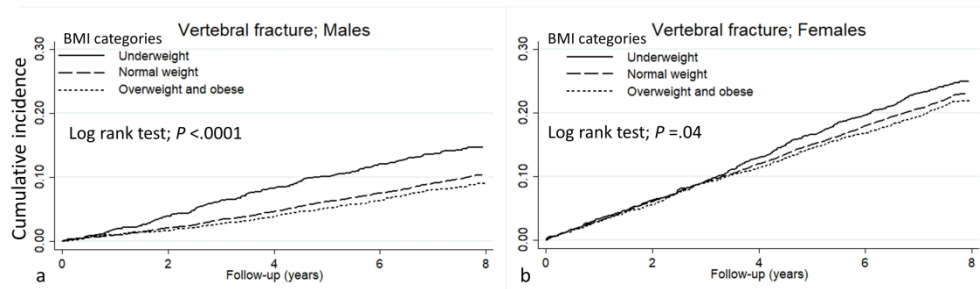 Vertebral fracture; Males
BMI categories
Underweight
Normal weight
Overweight and obese
Log rank test; P <.0001
Cumulative incidence
0.30
0.20
0.10
0.00
0
2
4
6
8
Follow-up (years)
a
Vertebral fracture; Females
BMI categories
Underweight
Normal weight
Overweight and obese
Log rank test; P =.04
0.30
0.20
0.10
0.00
0
2
4
6
8
Follow-up (years)
b